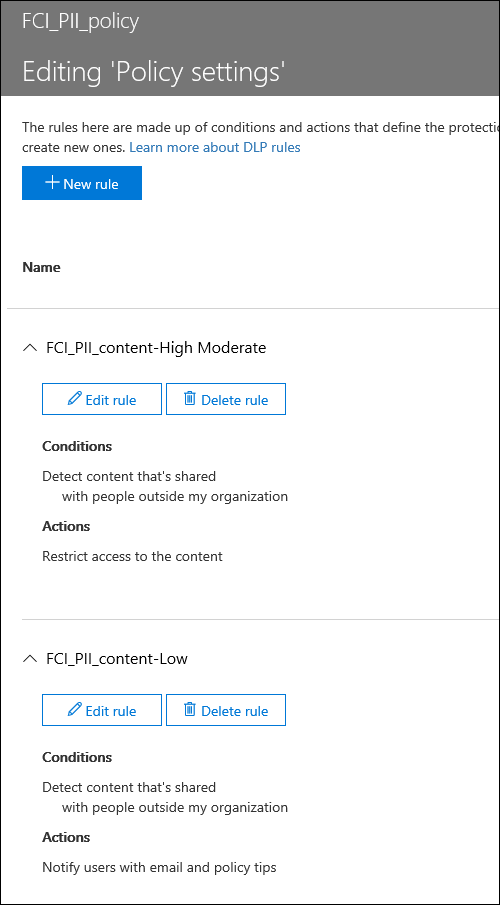 FCI_PII_policy
Editing 'Policy settings'
The rules here are made up of conditions and actions that define the protectio
create new ones. Learn more about DLP rules
New rule
Name
FCI_PII_content-High Moderate
Edit rule Delete rule
Conditions
Detect content that's shared
with people outside my organization
Actions
Restrict access to the content
FCI_PII_content-Low
Edit rule Delete rule
Conditions
Detect content that's shared
with people outside my organization
Actions
Notify users with email and policy tips